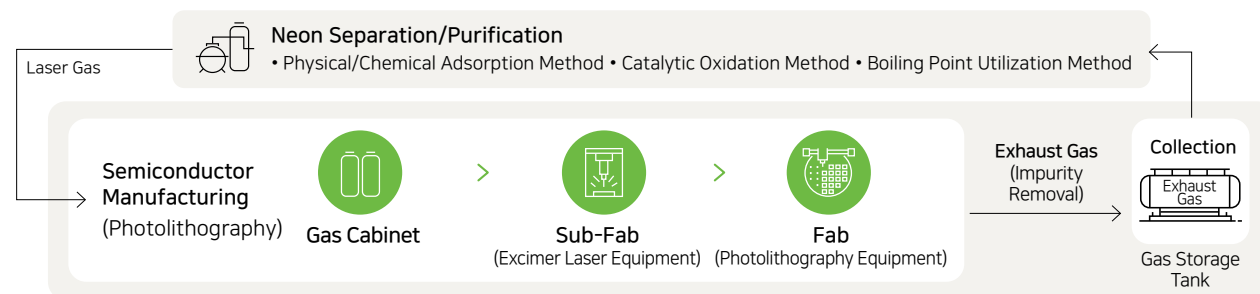 Neon Separation/Purification
• Physical/Chemical Adsorption Method • Catalytic Oxidation Method • Boiling Point Utilization Method
Laser Gas
Semiconductor
Manufacturing
(Photolithography)
Gas Cabinet
Sub-Fab
(Excimer Laser Equipment)
Fab
(Photolithography Equipment)
Exhaust Gas
(Impurity
Removal)
Collection
Exhaust
Gas
Gas Storage
Tank